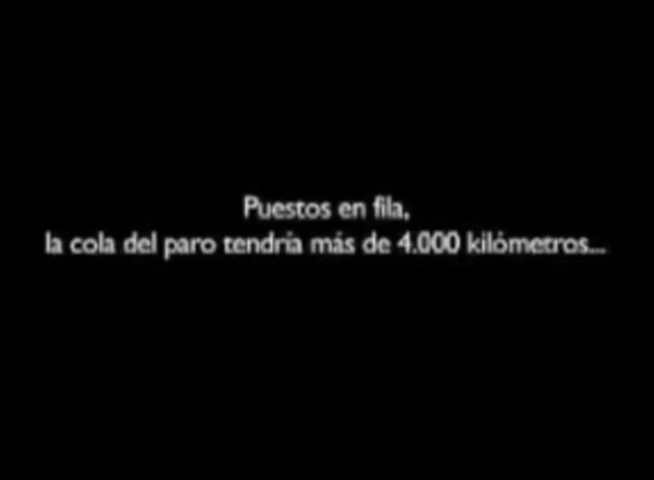 Puestos en fila,
la cola del paro tendría más de 4.000 kilómetros...